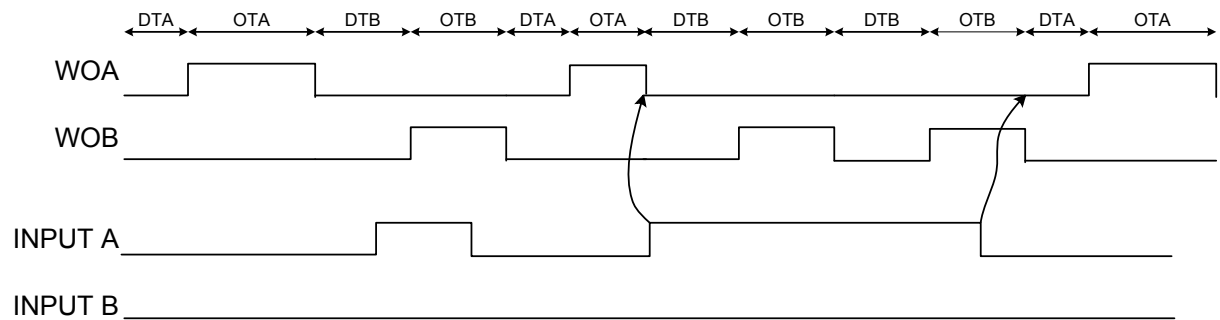 DTA OTA DTB OTB DTA OTA DTB OTB DTB OTB DTA OTA
WOA
WOB
INPUT A
INPUT B